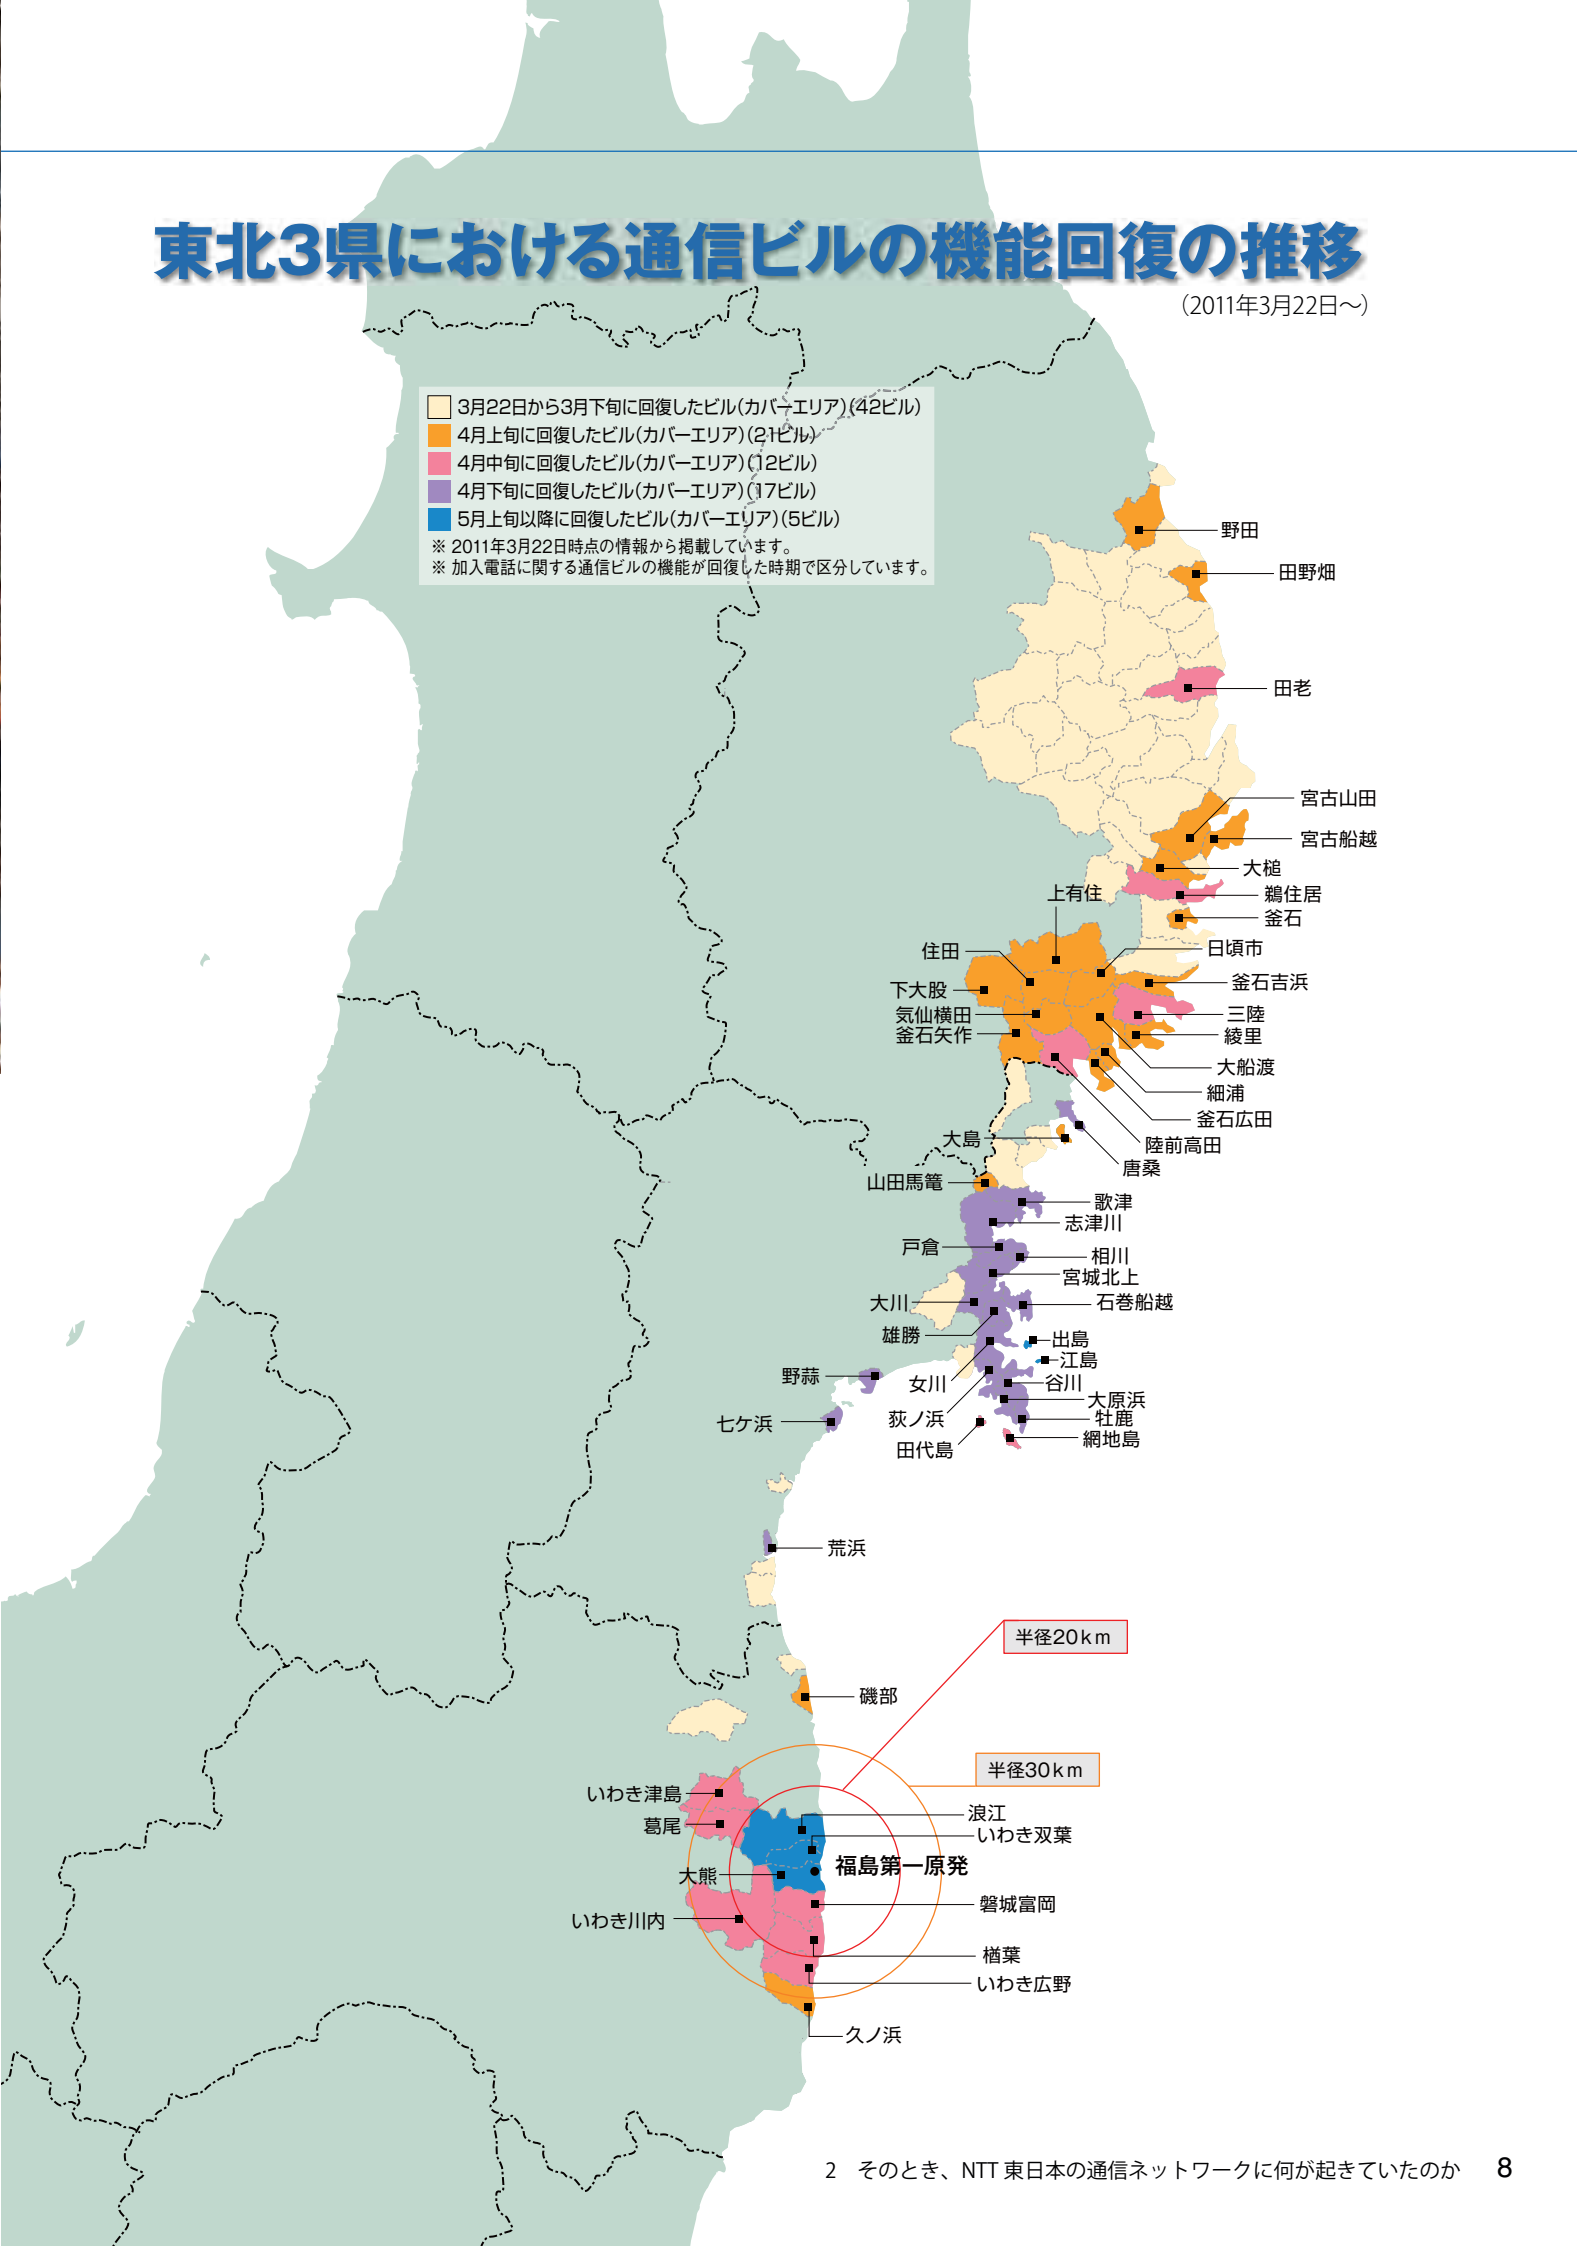 東北3県における通信ビルの機能回復の推移
（2011年3月22日～）
3月22日から3月下旬に回復したビル（カバーエリア）（42ビル）
4月上旬に回復したビル（カバーエリア）（21ビル）
4月中旬に回復したビル（カバーエリア）（12ビル）
4月下旬に回復したビル（カバーエリア）（17ビル）
5月上旬以降に回復したビル（カバーエリア）（5ビル）
※ 2011年3月22日時点の情報から掲載しています。
※ 加入電話に関する通信ビルの機能が回復した時期で区分しています。
野田
田野畑
田老
宮古山田
宮古船越
大槌
上有住
鵜住居
釜石
住田
日頃市
下大股
釜石吉浜
気仙横田
三陸
釜石矢作
綾里
大船渡
細浦
釜石広田
大島
陸前高田
唐桑
山田馬篭
歌津
志津川
戸倉
相川
宮城北上
大川
石巻船越
雄勝
出島
江島
野蒜
女川
谷川
大原浜
七ケ浜
荻ノ浜
牡鹿
田代島
網地島
荒浜
半径20km
磯部
半径30km
いわき津島
浪江
葛尾
いわき双葉
福島第一原発
大熊
磐城富岡
いわき川内
楢葉
いわき広野
久ノ浜
2　そのとき、NTT 東日本の通信ネットワークに何が起きていたのか　8